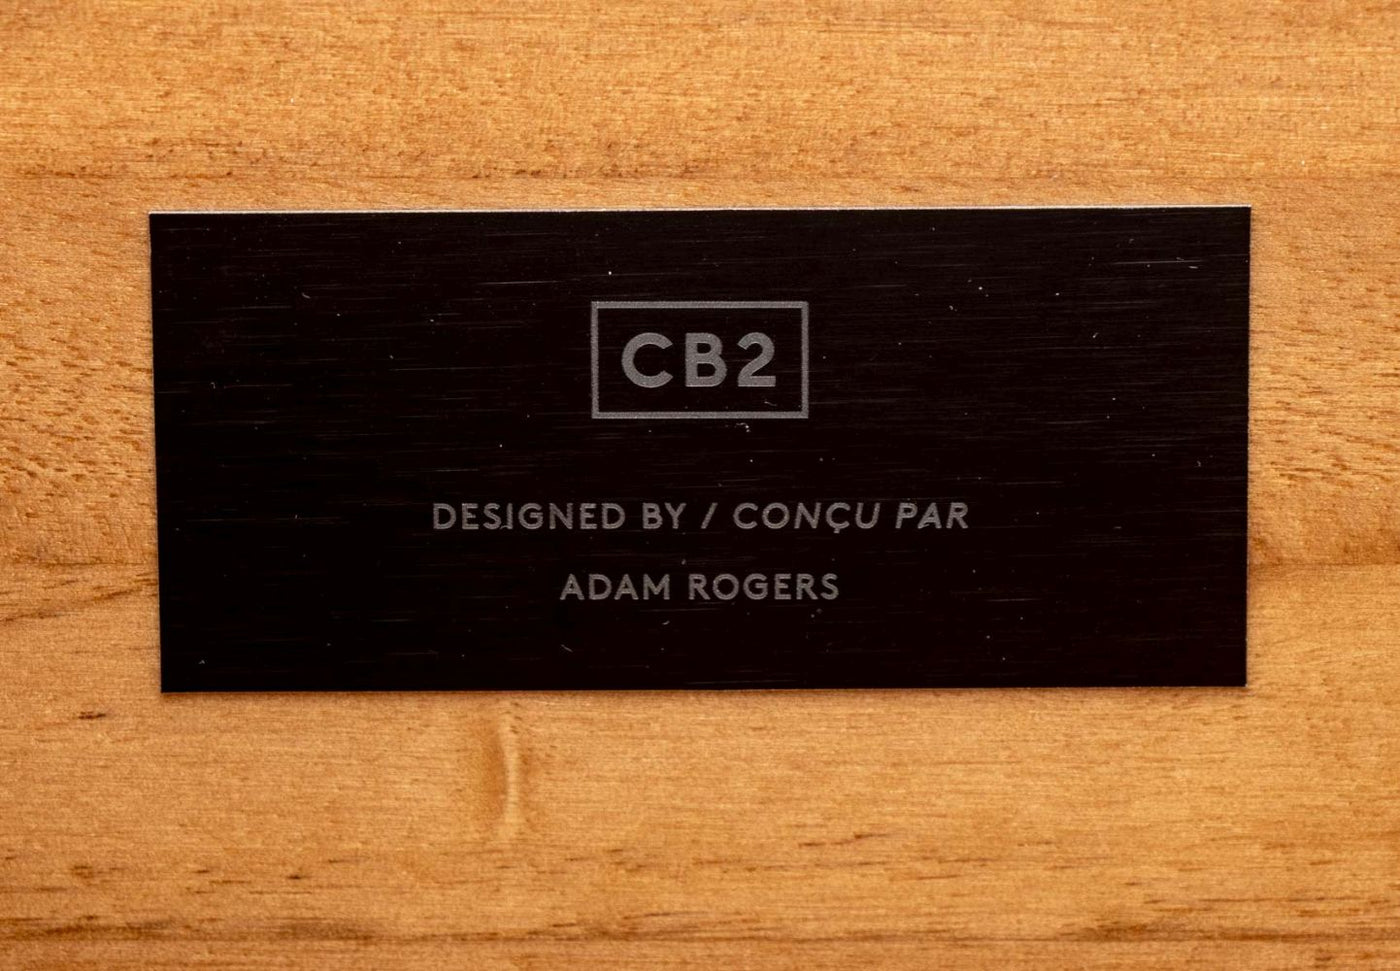 CB2
DESIGNED BY / CONÇU PAR
ADAM ROGERS